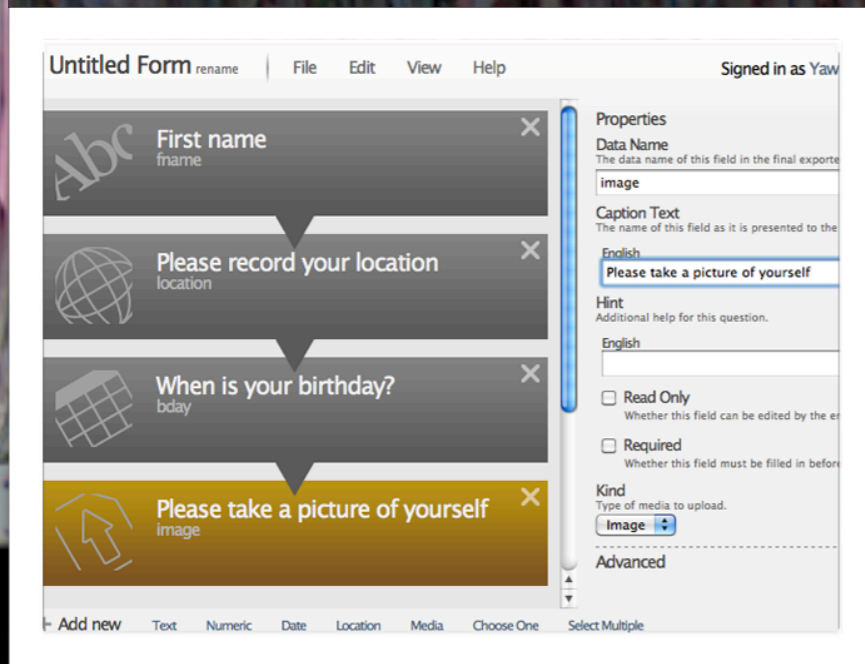 Untitled Form rename File Edit View Help Signed in as Yaw
Abc
First name
fname
Please record your location
location
When is your birthday?
bday
Please take a picture of yourself
image
Properties
Data Name
The data name of this field in the final exporte
image
Caption Text
The name of this field as it is presented to the
English
Please take a picture of yourself
Hint
Additional help for this question.
English
Read Only
Whether this field can be edited by the er
Required
Whether this field must be filled in before
Kind
Type of media to upload.
Image
Advanced
+ Add new Text Numeric Date Location Media Choose One Select Multiple